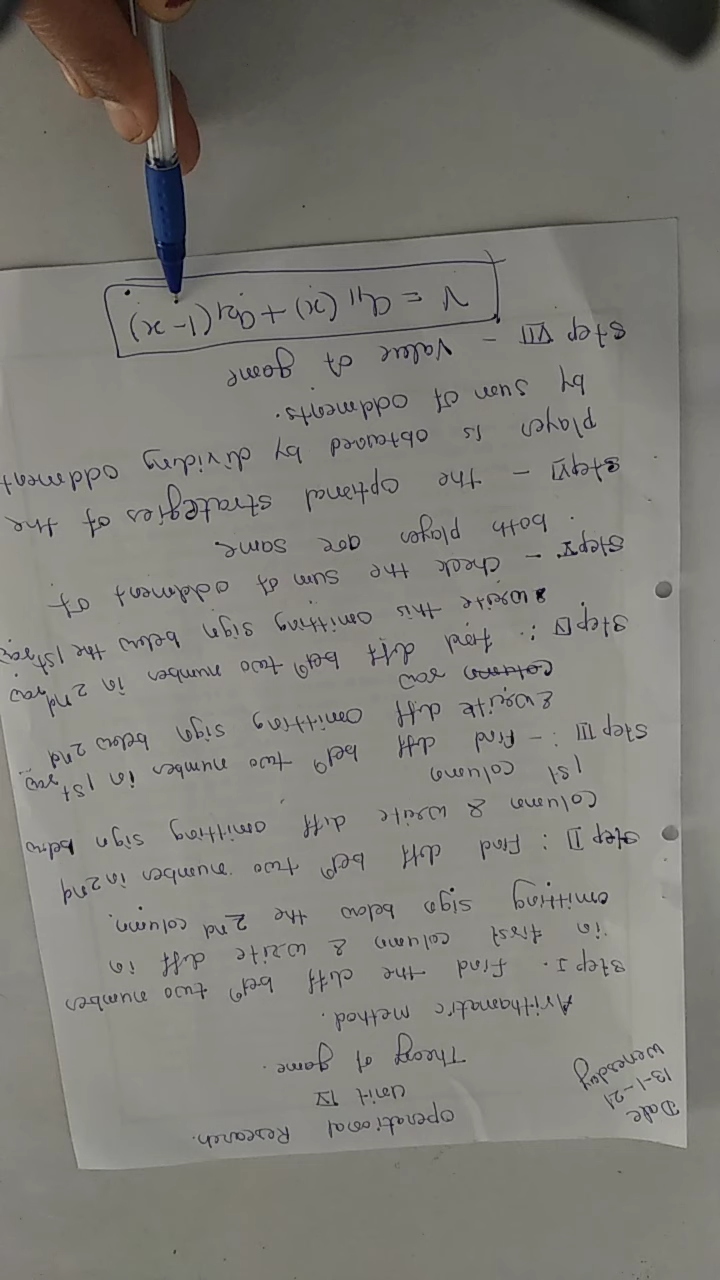 Date
13-1-21
wenesday
Operational Research.
Unit IV
Theory of game.
Arithamatic method.
Step I. Find the diff betn two number
in first column & write diff in
omitting sign below the 2nd column.
Step II : Find diff betn two number in 2nd
column & write diff, omitting sign below
1st column
Step III :- Find diff betn two number in 1st row
& write diff omitting sign below 2nd
column row
Step IV :. find diff betn two number in 2nd row
& write this omitting sign below the 1st row
Step V - check the sum of oddment of
both player are same
Step VI - The optional strategies of the
player is obtained by dividing oddment
by sum of oddments.
Step VII - Value of game
V = a11 (x) + a21 (1-x)